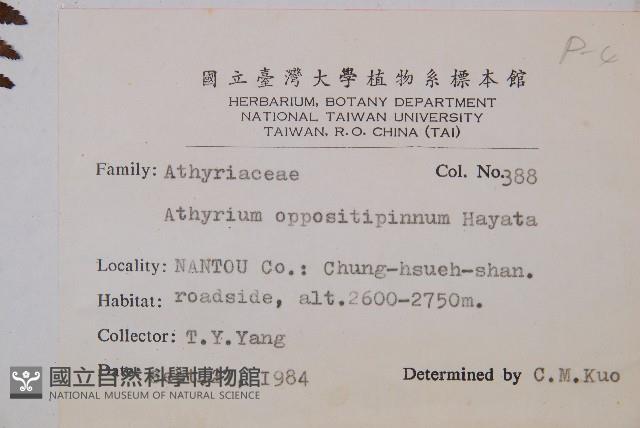 P-4
國立臺灣大學植物系標本館
HERBARIUM, BOTANY DEPARTMENT
NATIONAL TAIWAN UNIVERSITY
TAIWAN, R.O. CHINA (TAI)
Family: Athyriaceae Col. No. 388
Athyrium oppositipinnum Hayata
Locality: NANTOU Co.: Chung-hsueh-shan.
Habitat: roadside, alt.2600-2750m.
Collector: T.Y.Yang
Date: 1984 Determined by C.M.Kuo
國立自然科學博物館
NATIONAL MUSEUM OF NATURAL SCIENCE